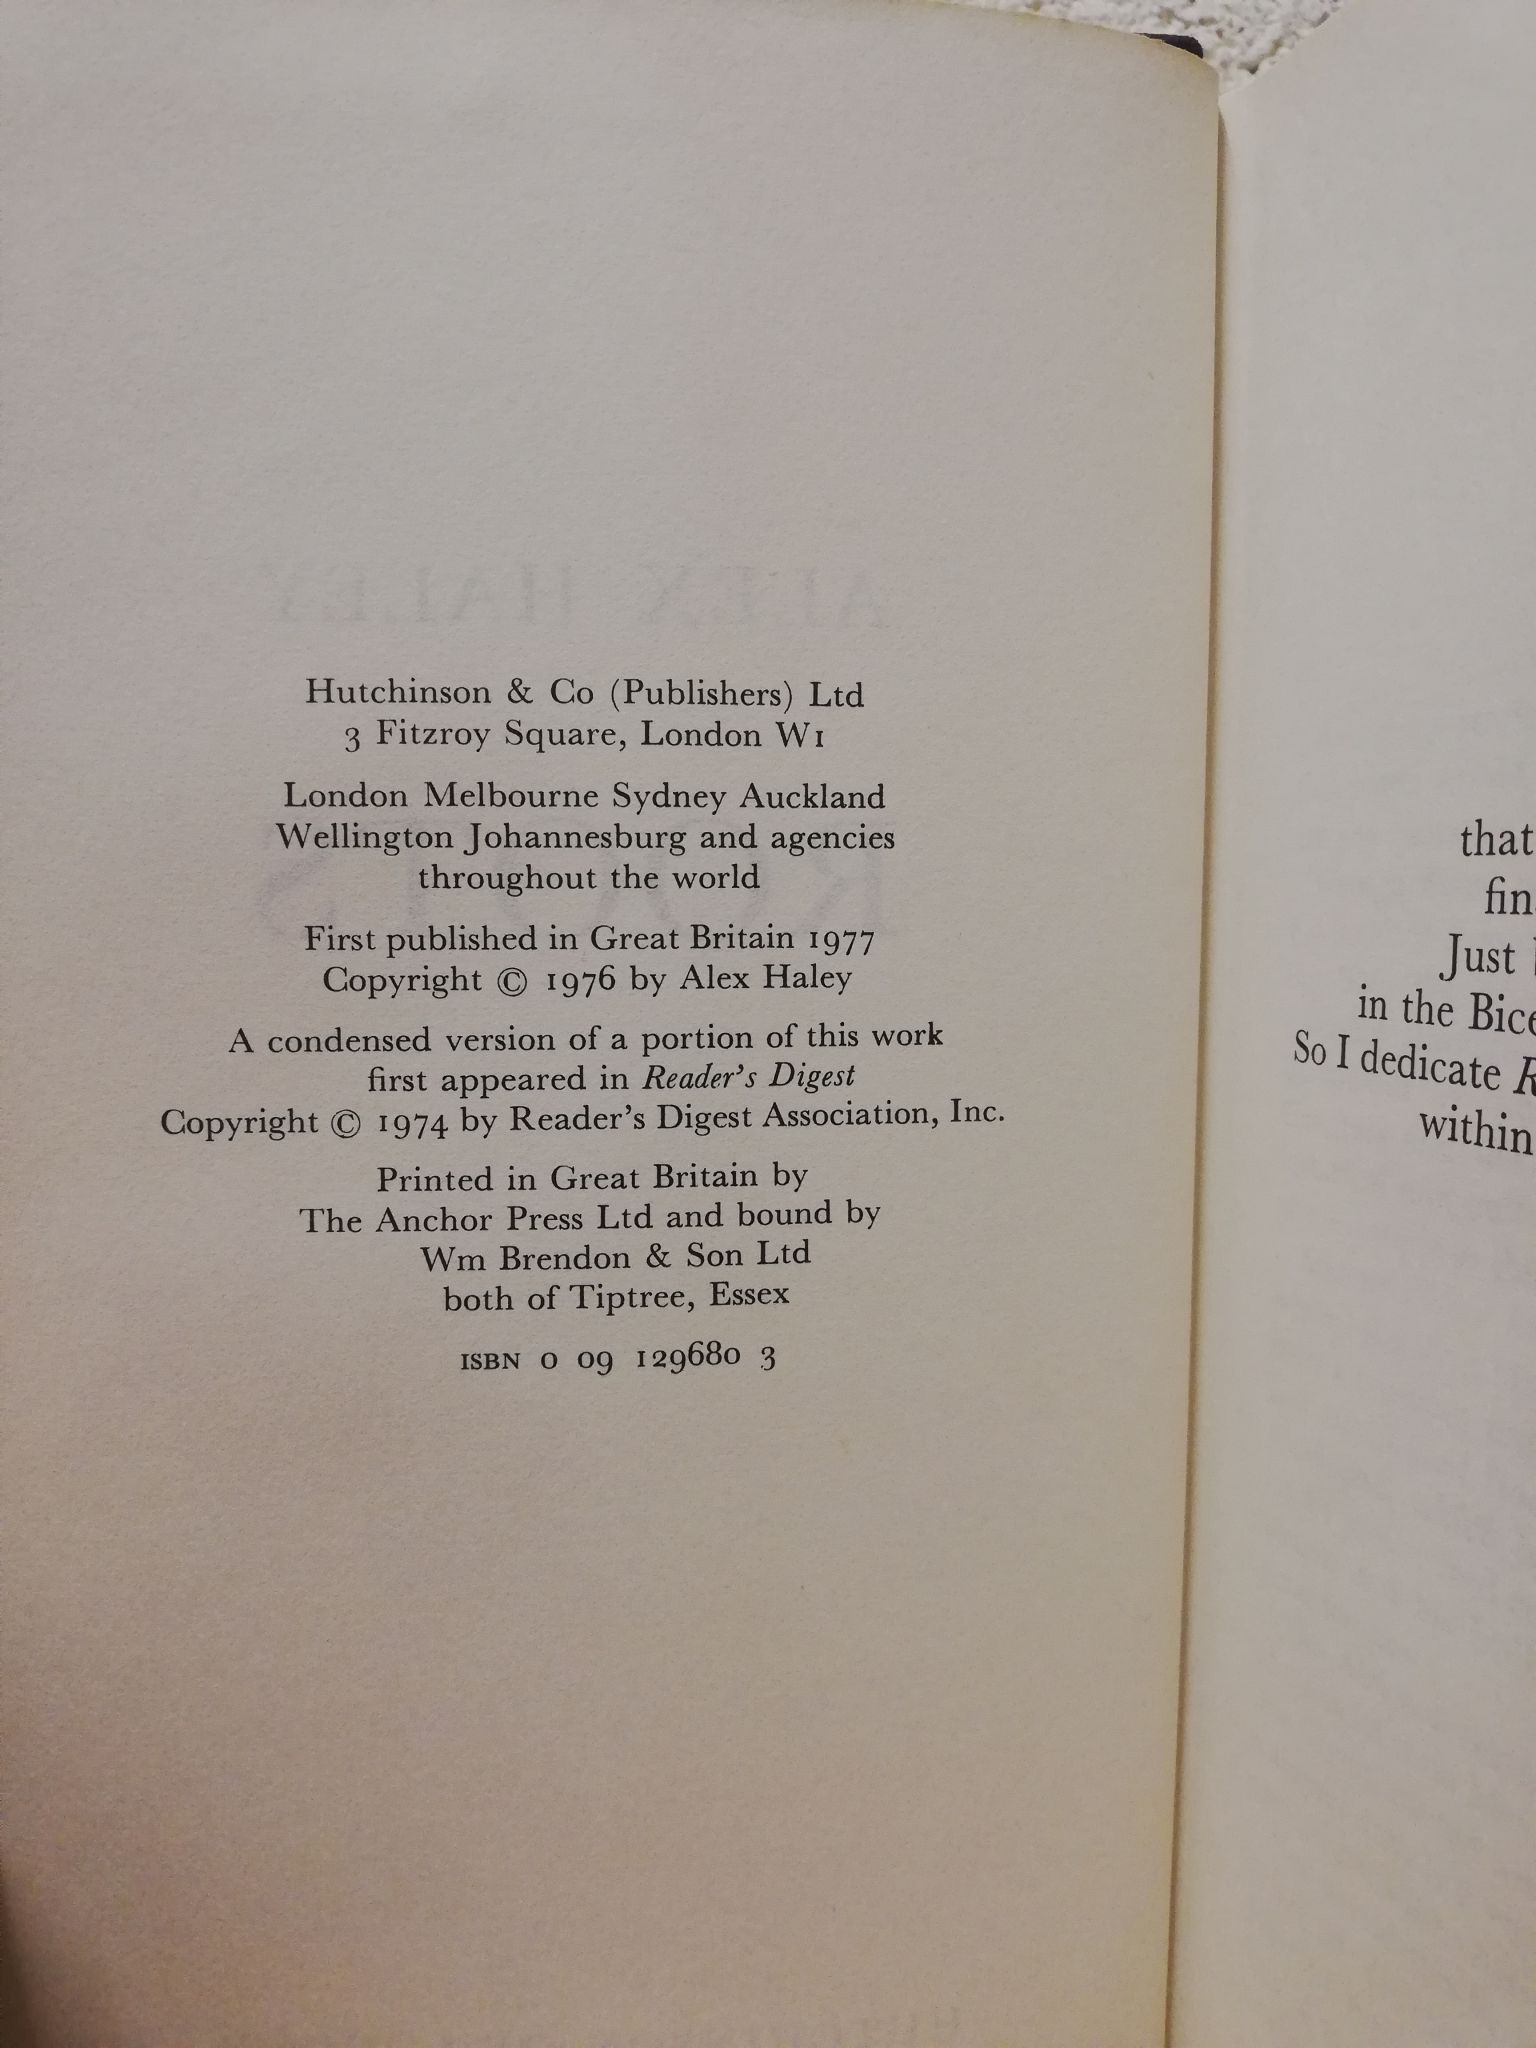 Hutchinson & Co (Publishers) Ltd
3 Fitzroy Square, London W1
London Melbourne Sydney Auckland
Wellington Johannesburg and agencies
throughout the world
First published in Great Britain 1977
Copyright © 1976 by Alex Haley
A condensed version of a portion of this work
first appeared in Reader's Digest
Copyright © 1974 by Reader's Digest Association, Inc.
Printed in Great Britain by
The Anchor Press Ltd and bound by
Wm Brendon & Son Ltd
both of Tiptree, Essex
ISBN 0 09 129680 3
that
Just
in the
So I dedicate
within